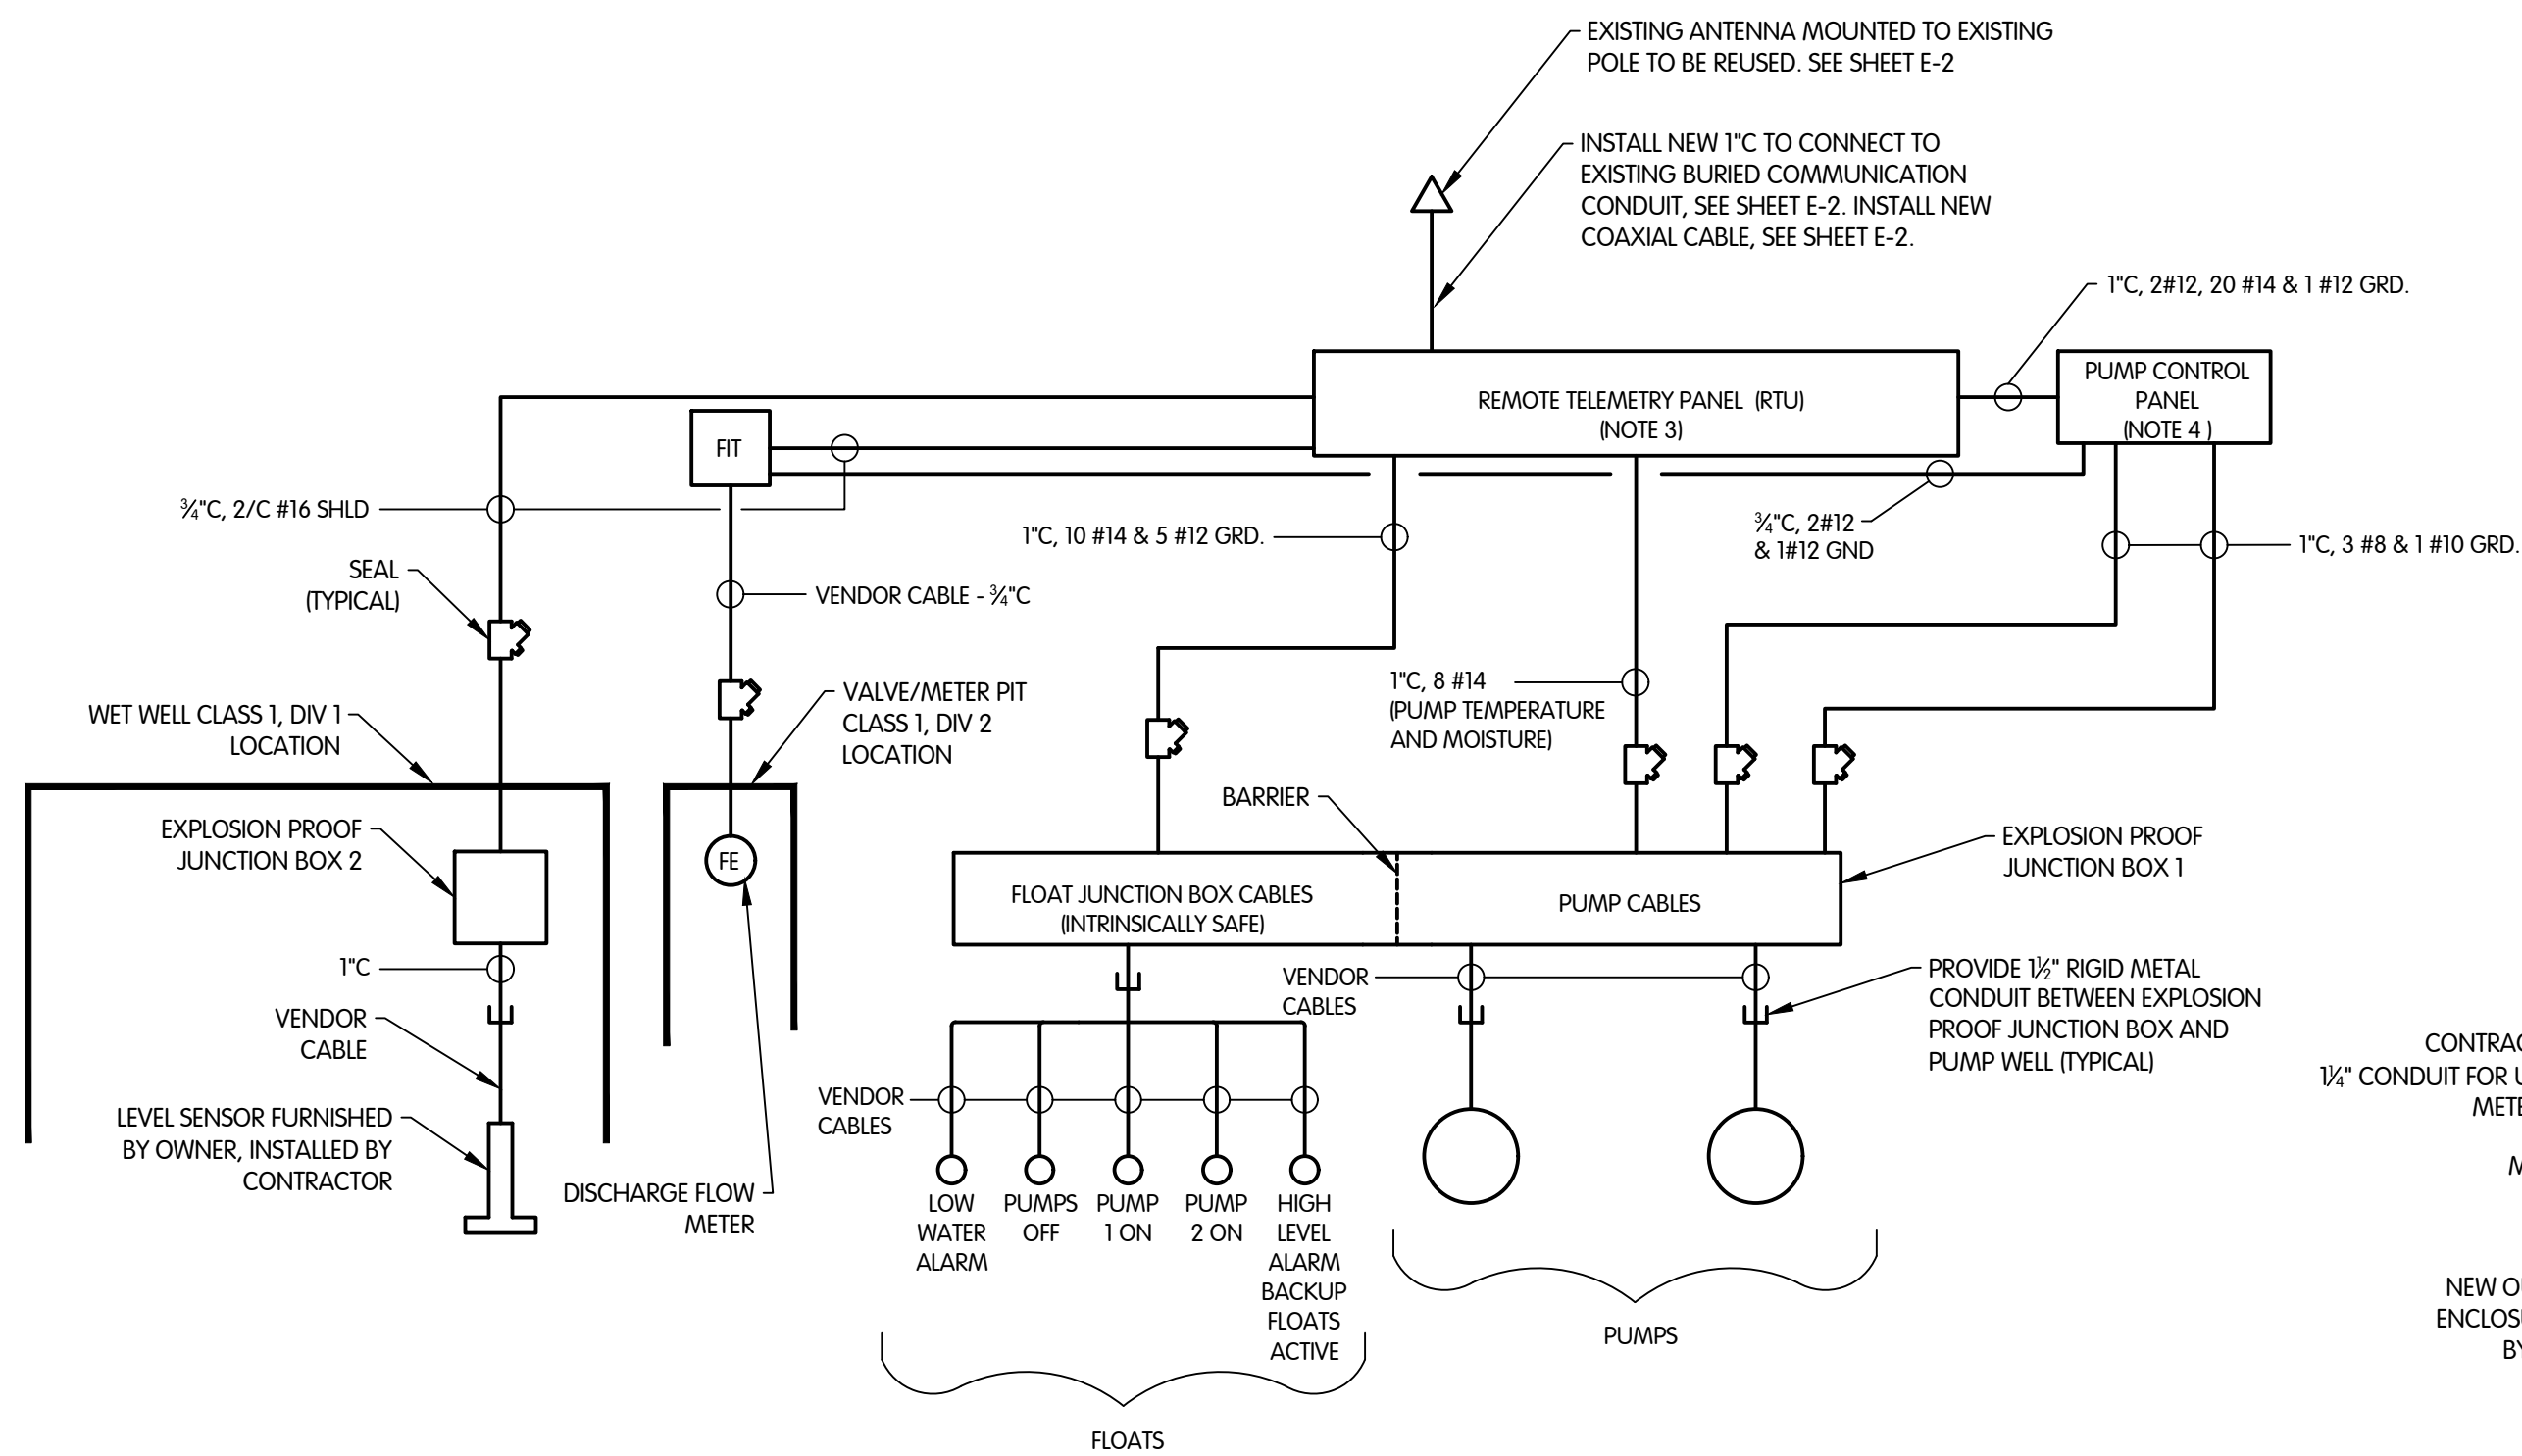 EXISTING ANTENNA MOUNTED TO EXISTING
POLE TO BE REUSED. SEE SHEET E-2
INSTALL NEW 1"C TO CONNECT TO
EXISTING BURIED COMMUNICATION
CONDUIT, SEE SHEET E-2. INSTALL NEW
COAXIAL CABLE, SEE SHEET E-2.
1"C, 2#12, 20 #14 & 1 #12 GRD.
REMOTE TELEMETRY PANEL (RTU)
(NOTE 3)
PUMP CONTROL
PANEL
(NOTE 4 )
FIT
¾"C, 2/C #16 SHLD
1"C, 10 #14 & 5 #12 GRD.
¾"C, 2#12
& 1#12 GND
1"C, 3 #8 & 1 #10 GRD.
SEAL
(TYPICAL)
VENDOR CABLE - ¾"C
WET WELL CLASS 1, DIV 1
LOCATION
VALVE/METER PIT
CLASS 1, DIV 2
LOCATION
1"C, 8 #14
(PUMP TEMPERATURE
AND MOISTURE)
BARRIER
EXPLOSION PROOF
JUNCTION BOX 2
FE
EXPLOSION PROOF
JUNCTION BOX 1
FLOAT JUNCTION BOX CABLES
(INTRINSICALLY SAFE)
PUMP CABLES
1"C
VENDOR
CABLES
PROVIDE 1½" RIGID METAL
CONDUIT BETWEEN EXPLOSION
PROOF JUNCTION BOX AND
PUMP WELL (TYPICAL)
VENDOR
CABLE
VENDOR
CABLES
LEVEL SENSOR FURNISHED
BY OWNER, INSTALLED BY
CONTRACTOR
DISCHARGE FLOW
METER
LOW
WATER
ALARM
PUMPS
OFF
PUMP
1 ON
PUMP
2 ON
HIGH
LEVEL
ALARM
BACKUP
FLOATS
ACTIVE
PUMPS
FLOATS
1¼" CONDUIT FOR
NEW
BY